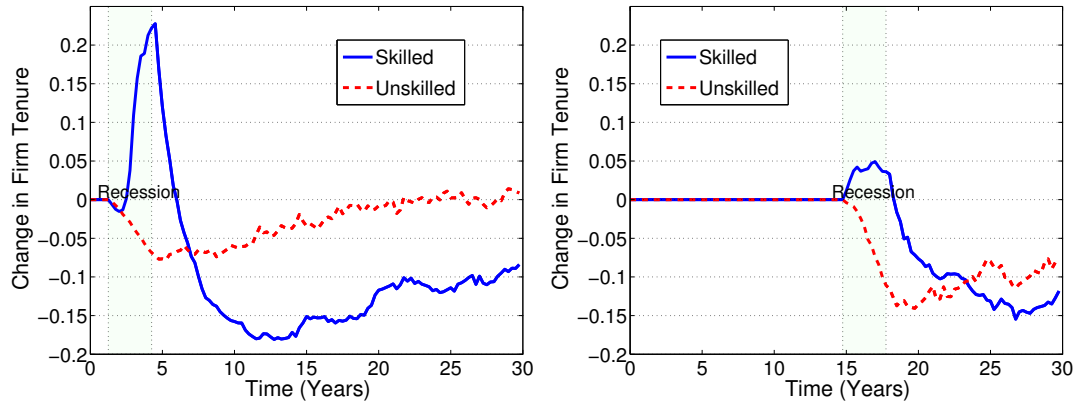 0.2
0.15
0.1
0.05
0
−0.05
−0.1
−0.15
−0.2
Change in Firm Tenure
Skilled
Unskilled
Recession
0 5 10 15 20 25 30
Time (Years)
0.2
0.15
0.1
0.05
0
−0.05
−0.1
−0.15
−0.2
Change in Firm Tenure
Skilled
Unskilled
Recession
0 5 10 15 20 25 30
Time (Years)